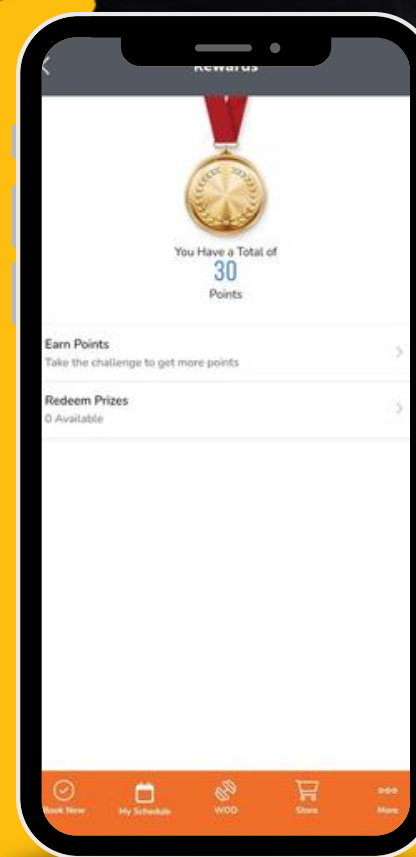 Rewards
You Have a Total of
30
Points
Earn Points
Take the challenge to get more points
Redeem Prizes
0 Available
Book Now
My Schedule
WOD
Store
More